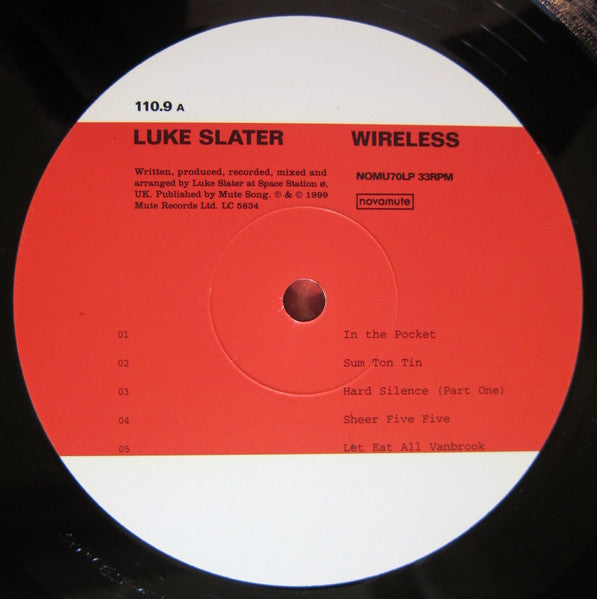 110.9 A
LUKE SLATER WIRELESS
Written, produced, recorded, mixed and
arranged by Luke Slater at Space Station ø,
UK. Published by Mute Song. ℗ & © 1999
Mute Records Ltd. LC 5834
NOMU70LP 33RPM
novamute
01 In the Pocket
02 Sum Ton Tin
03 Hard Silence (Part One)
04 Sheer Five Five
05 Let Eat All Vanbrook